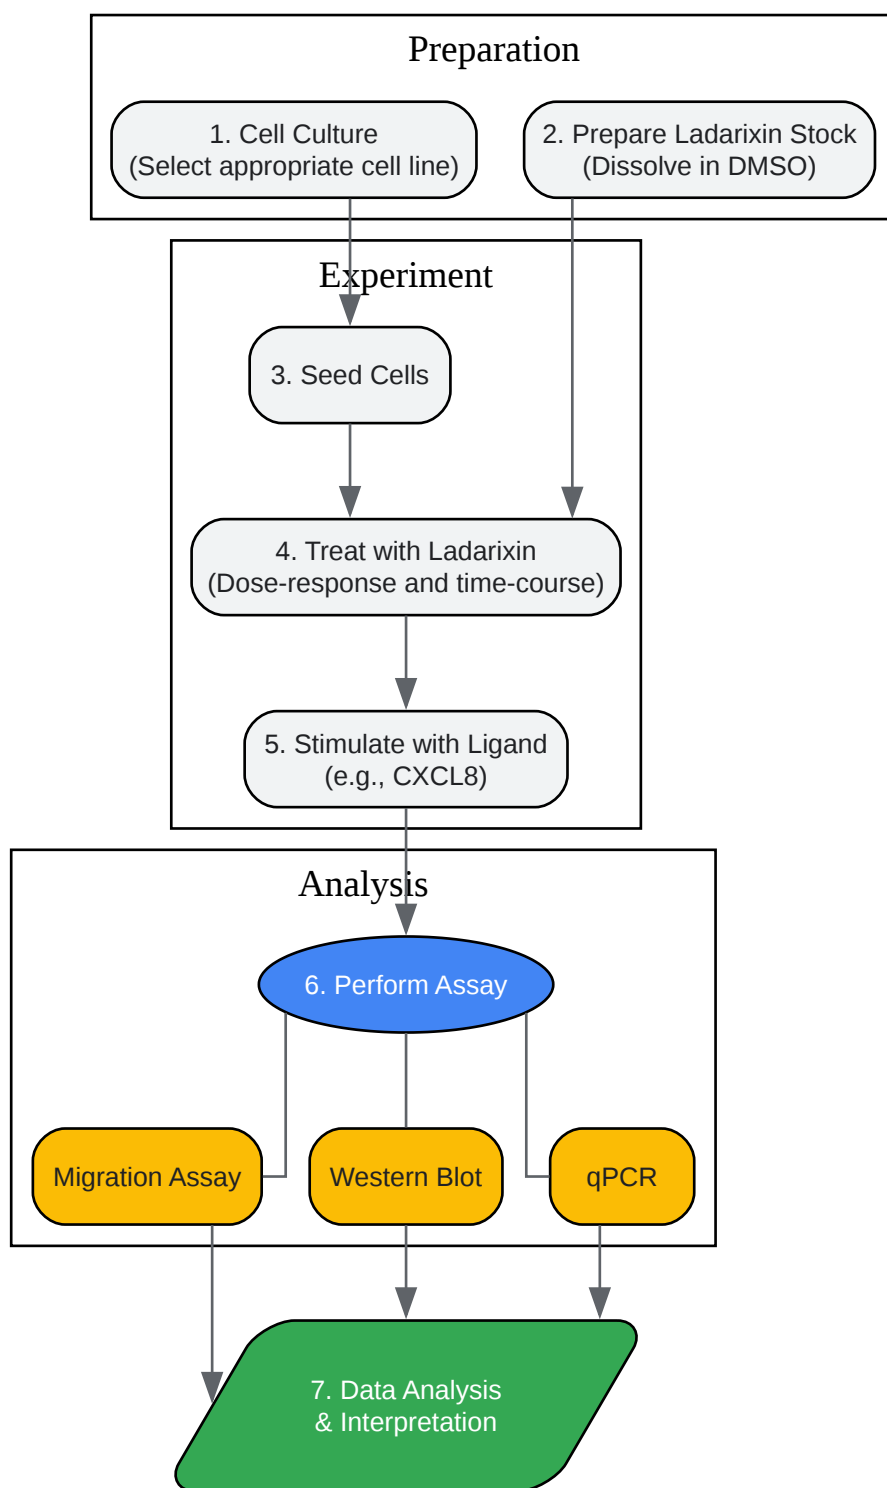 Preparation
1. Cell Culture
(Select appropriate cell line)
2. Prepare Ladarixin Stock
(Dissolve in DMSO)
Experiment
3. Seed Cells
4. Treat with Ladarixin
(Dose-response and time-course)
5. Stimulate with Ligand
(e.g., CXCL8)
Analysis
6. Perform Assay
Migration Assay
Western Blot
qPCR
7. Data Analysis
& Interpretation